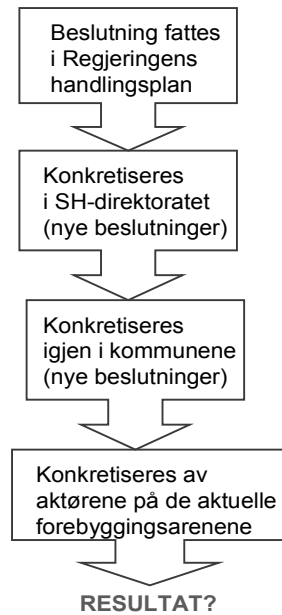 Beslutning fattes
i Regjeringens
handlingsplan
Konkretiseres
i SH-direktoratet
(nye beslutninger)
Konkretiseres
igjen i kommunene
(nye beslutninger)
Konkretiseres av
aktørene på de aktuelle
forebyggingsarenene
RESULTAT?